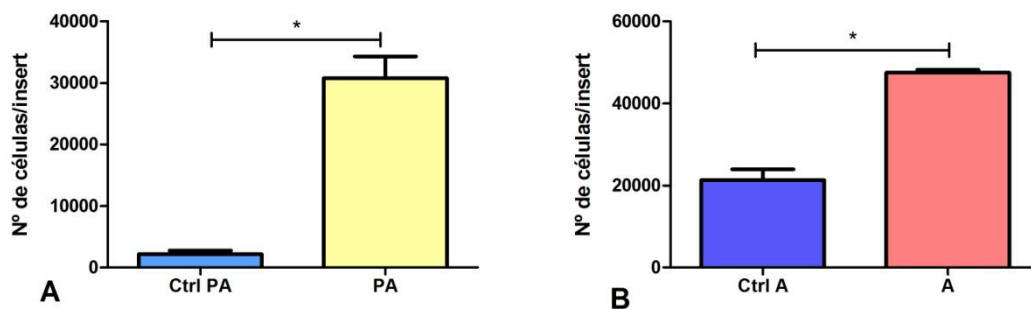 Nº de células/insert
40000
30000
20000
10000
0
*
Ctrl PA
PA
A
Nº de células/insert
60000
40000
20000
0
*
Ctrl A
A
B